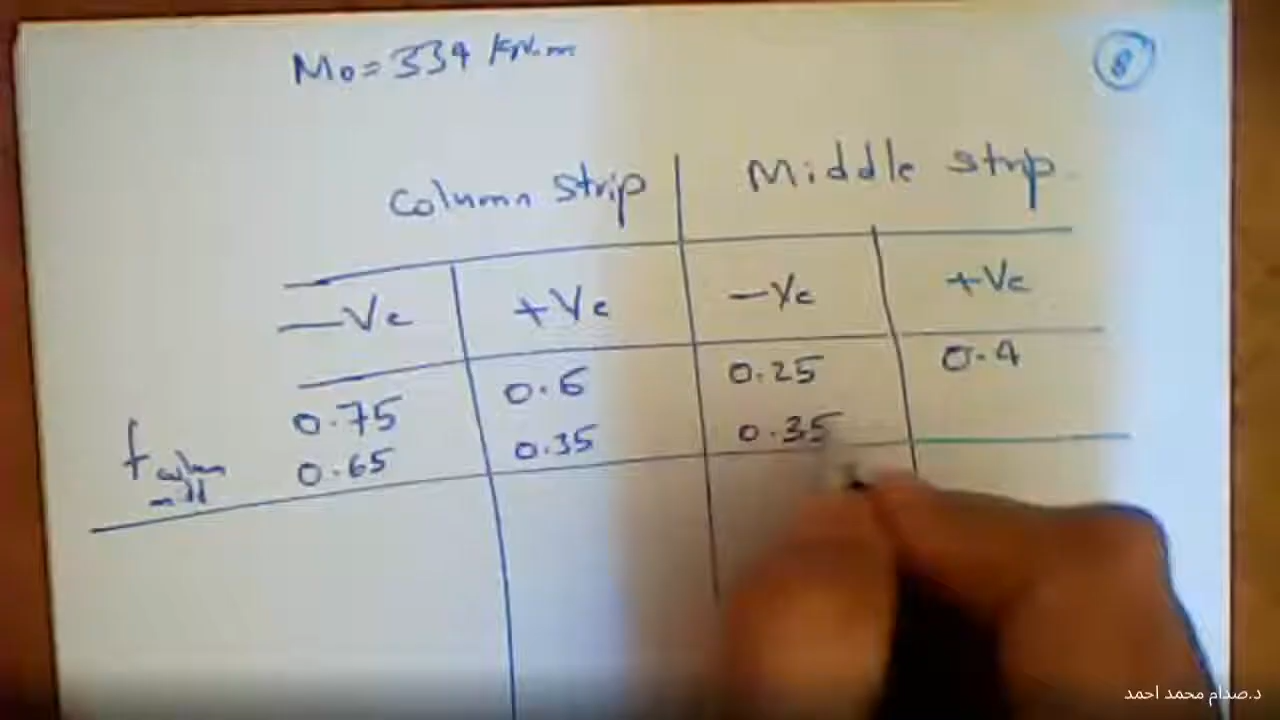 Mo = 334 kN.m
8
Column strip Middle strip
-Ve +Ve -Ve +Ve
0.75 0.6 0.25 0.4
0.65 0.35 0.35
د.صدام محمد احمد